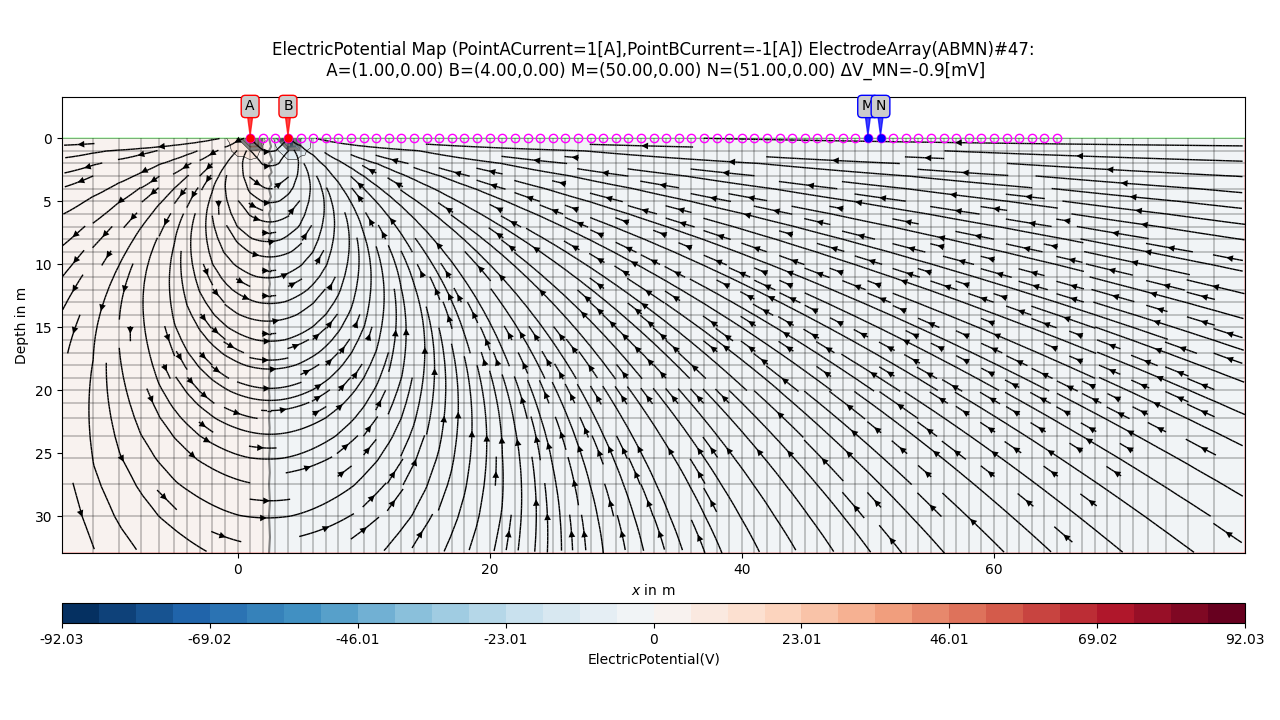 ElectricPotential Map (PointACurrent=1[A],PointBCurrent=-1[A]) ElectrodeArray(ABMN)#47:
A=(1.00,0.00) B=(4.00,0.00) M=(50.00,0.00) N=(51.00,0.00) ΔV_MN=-0.9[mV]
A B M N
0
5
10
15
20
25
30
Depth in m
0 20 40 60
x in m
-92.03 -69.02 -46.01 -23.01 0 23.01 46.01 69.02 92.03
ElectricPotential(V)